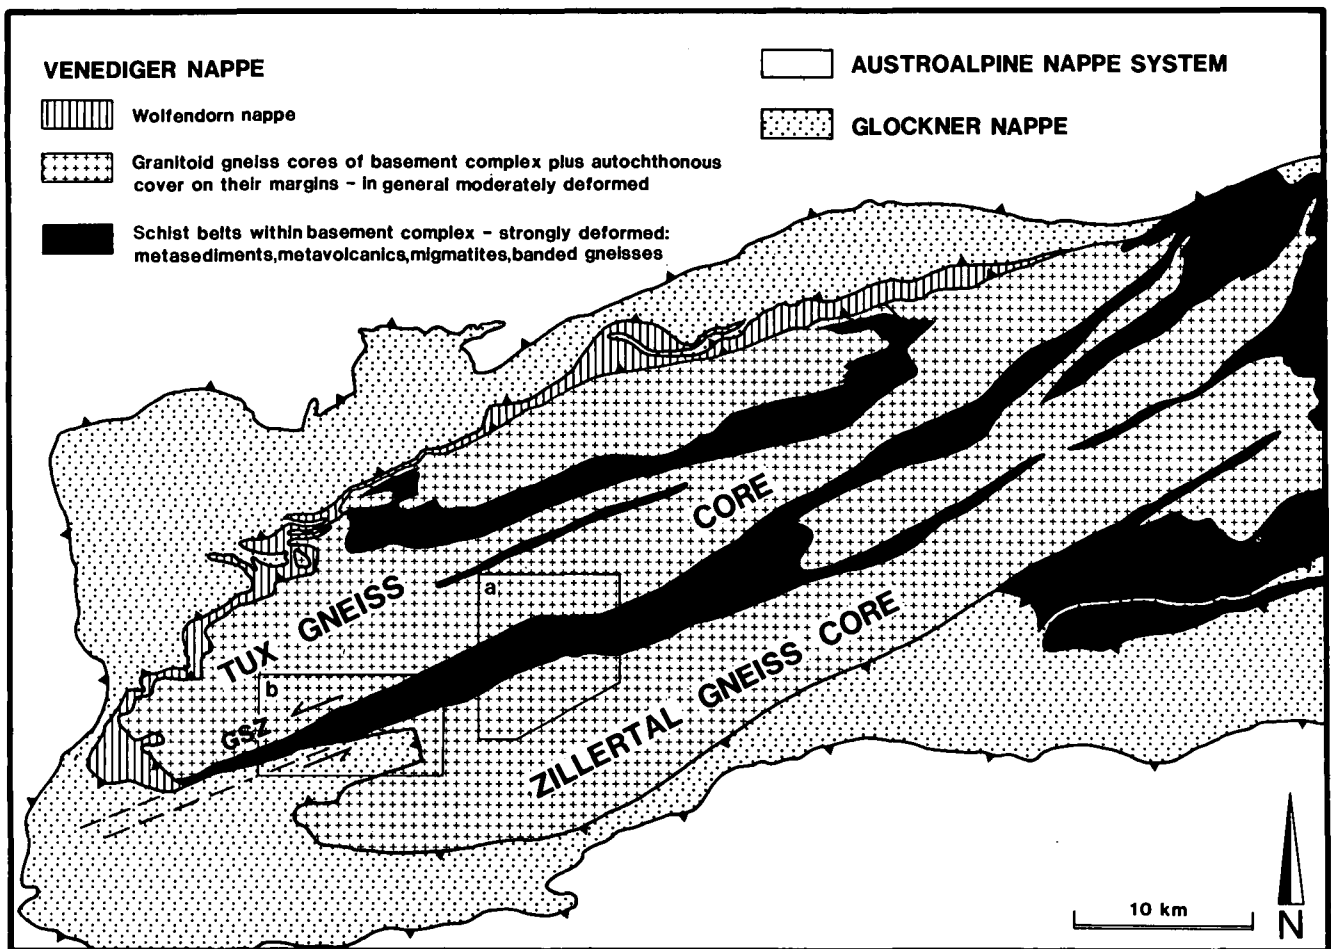 VENEDIGER NAPPE
Wolfendorn nappe
Granitoid gneiss cores of basement complex plus autochthonous
cover on their margins - in general moderately deformed
Schist belts within basement complex - strongly deformed:
metasediments,metavolcanics,migmatites,banded gneisses
AUSTROALPINE NAPPE SYSTEM
GLOCKNER NAPPE
TUX GNEISS CORE
a
b
GSZ
ZILLERTAL GNEISS CORE
10 km
N